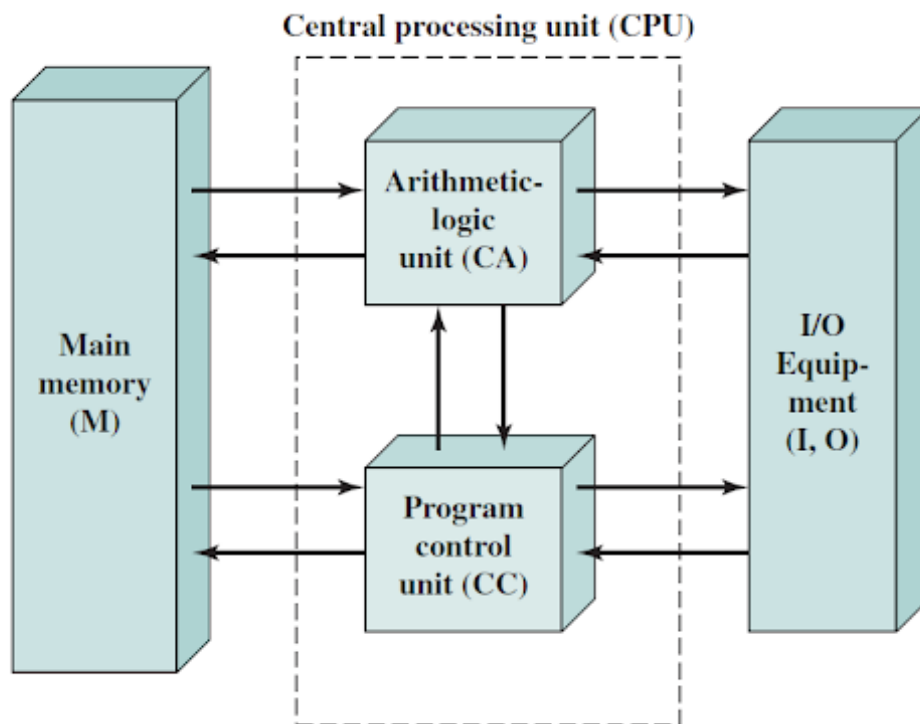 Central processing unit (CPU)
Arithmetic-
logic
unit (CA)
Main
memory
(M)
I/O
Equip-
ment
(I, O)
Program
control
unit (CC)